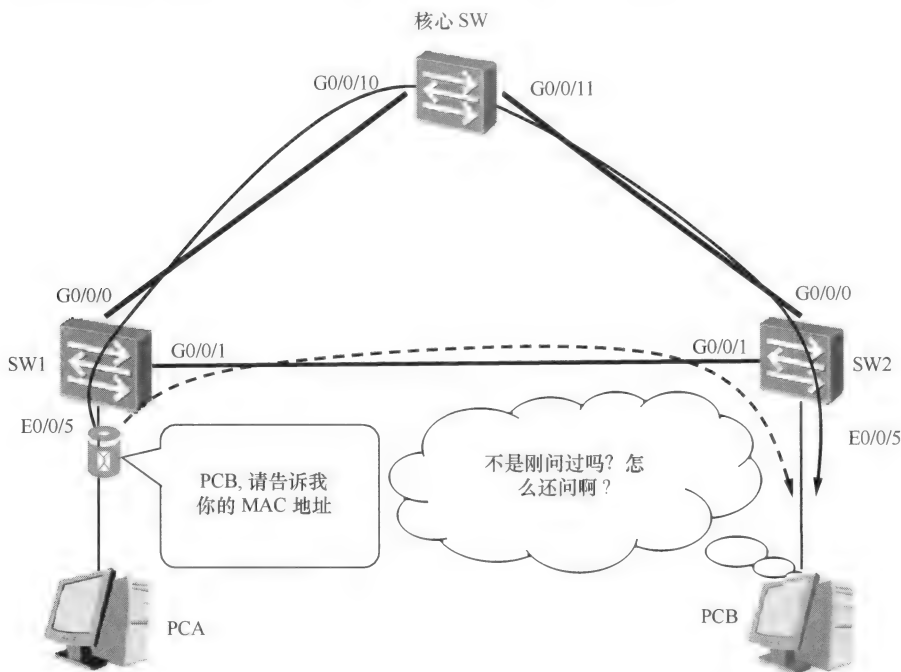 核心 SW
G0/0/10
G0/0/11
G0/0/0
G0/0/0
SW1
G0/0/1
G0/0/1
SW2
E0/0/5
E0/0/5
PCB, 请告诉我
你的 MAC 地址
不是刚问过吗? 怎
么还问啊?
PCA
PCB